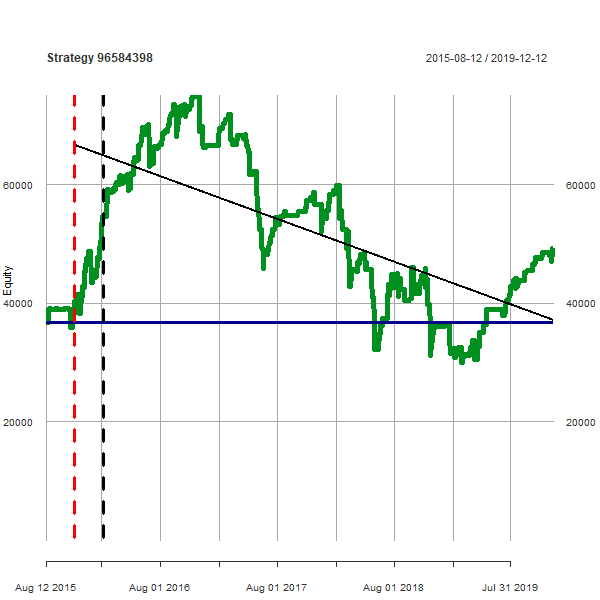 Strategy 96584398
2015-08-12 / 2019-12-12
60000
60000
Equity
40000
40000
20000
20000
Aug 12 2015
Aug 01 2016
Aug 01 2017
Aug 01 2018
Jul 31 2019